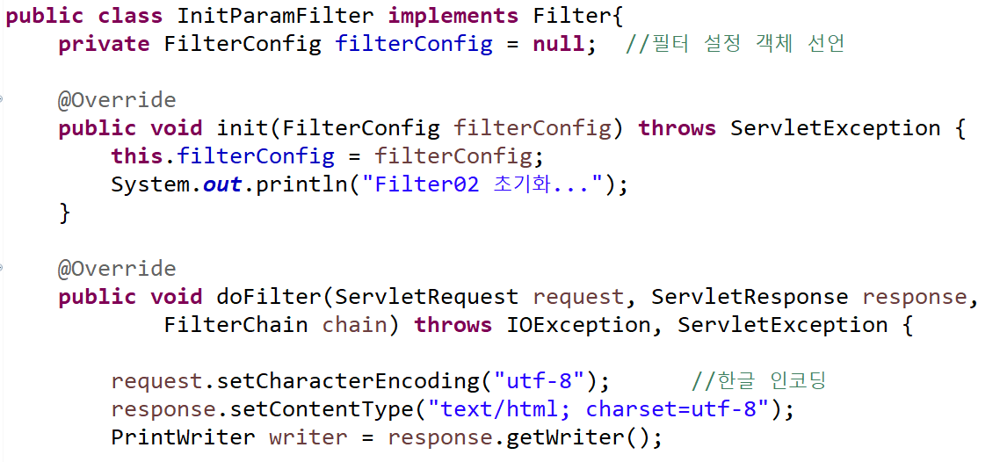 public class InitParamFilter implements Filter{
private FilterConfig filterConfig = null; //필터 설정 객체 선언
@Override
public void init(FilterConfig filterConfig) throws ServletException {
this.filterConfig = filterConfig;
System.out.println("Filter02 초기화...");
}
@Override
public void doFilter(ServletRequest request, ServletResponse response,
FilterChain chain) throws IOException, ServletException {
request.setCharacterEncoding("utf-8"); //한글 인코딩
response.setContentType("text/html; charset=utf-8");
PrintWriter writer = response.getWriter();